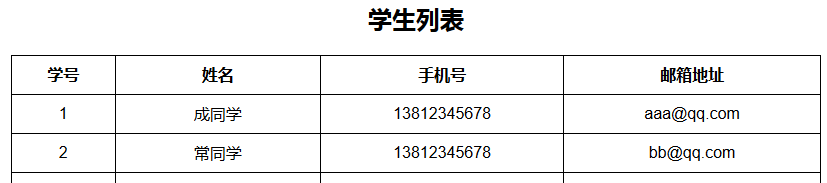 学生列表
学号 姓名 手机号 邮箱地址
1 成同学 13812345678 aaa@qq.com
2 常同学 13812345678 bb@qq.com